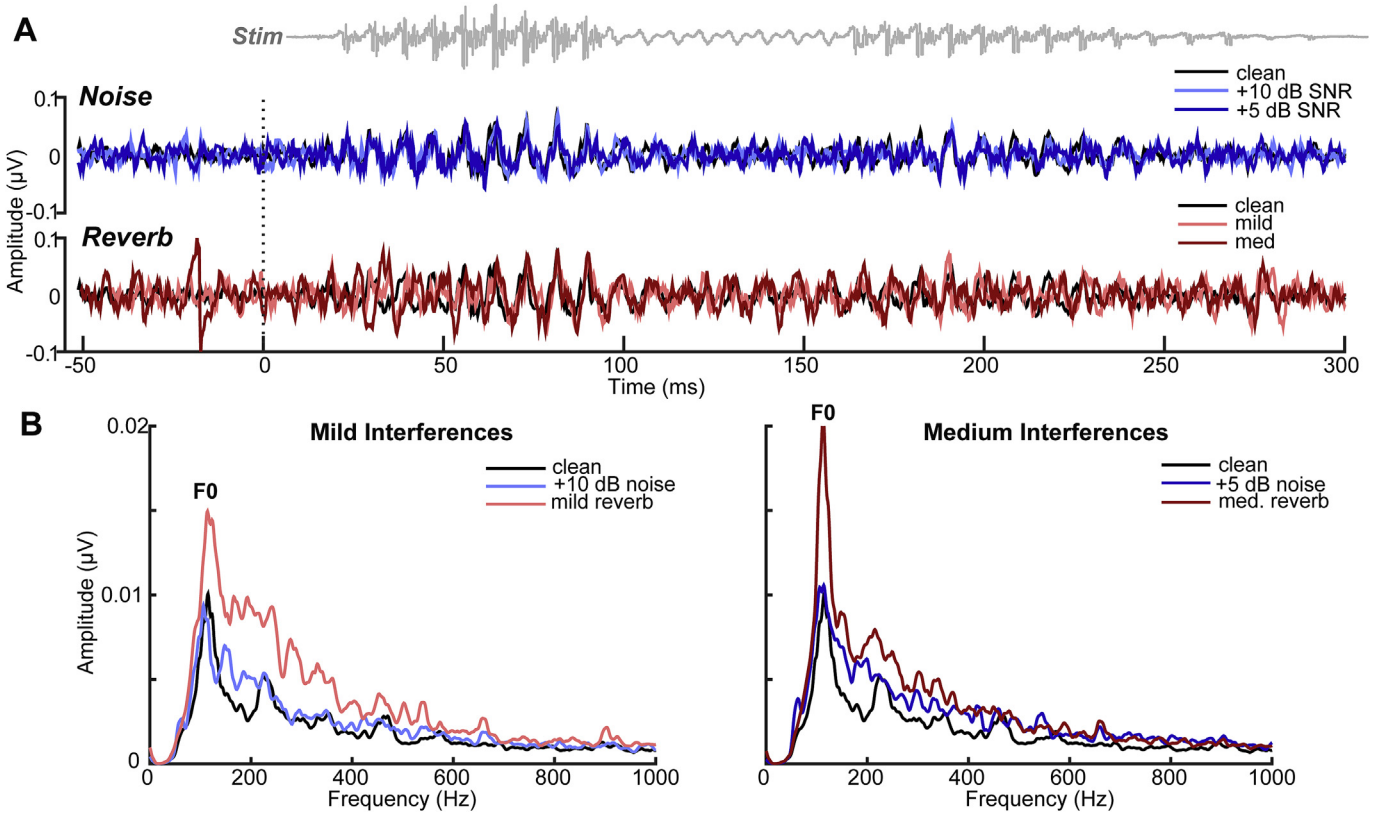 A
Stim
Noise
clean
+10 dB SNR
+5 dB SNR
0.1
0
-0.1
Amplitude (µV)
Reverb
clean
mild
med
0.1
0
-0.1
-50 0 50 100 150 200 250 300
Time (ms)
B
Mild Interferences
F0
clean
+10 dB noise
mild reverb
0.02
0.01
0
Amplitude (µV)
0 200 400 600 800 1000
Frequency (Hz)
F0
Medium Interferences
clean
+5 dB noise
med. reverb
0 200 400 600 800 1000
Frequency (Hz)